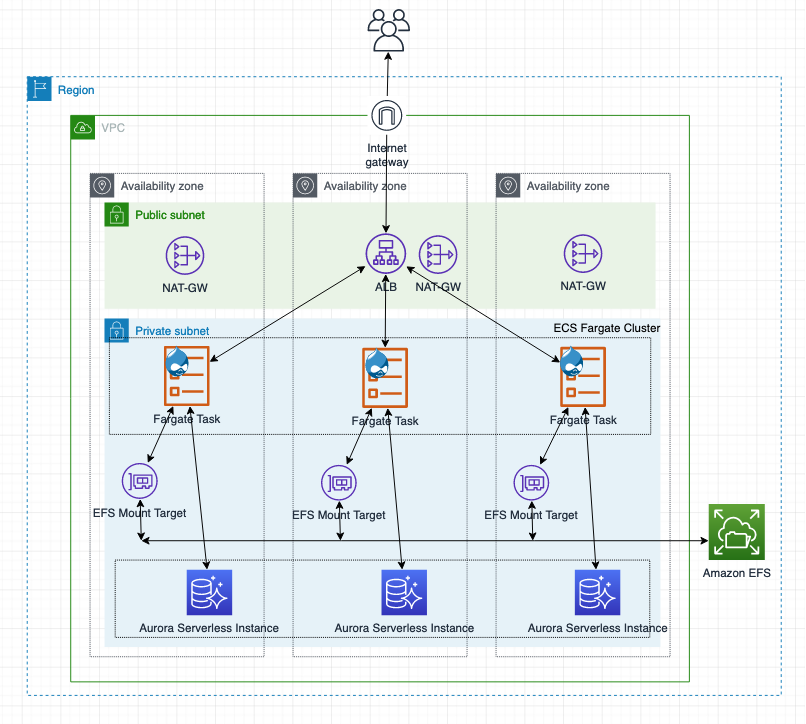 Region
VPC
Internet
gateway
Availability zone
Availability zone
Availability zone
Public subnet
NAT-GW
ALB
NAT-GW
NAT-GW
Private subnet
ECS Fargate Cluster
Fargate Task
Fargate Task
Fargate Task
EFS Mount Target
EFS Mount Target
EFS Mount Target
Amazon EFS
Aurora Serverless Instance
Aurora Serverless Instance
Aurora Serverless Instance